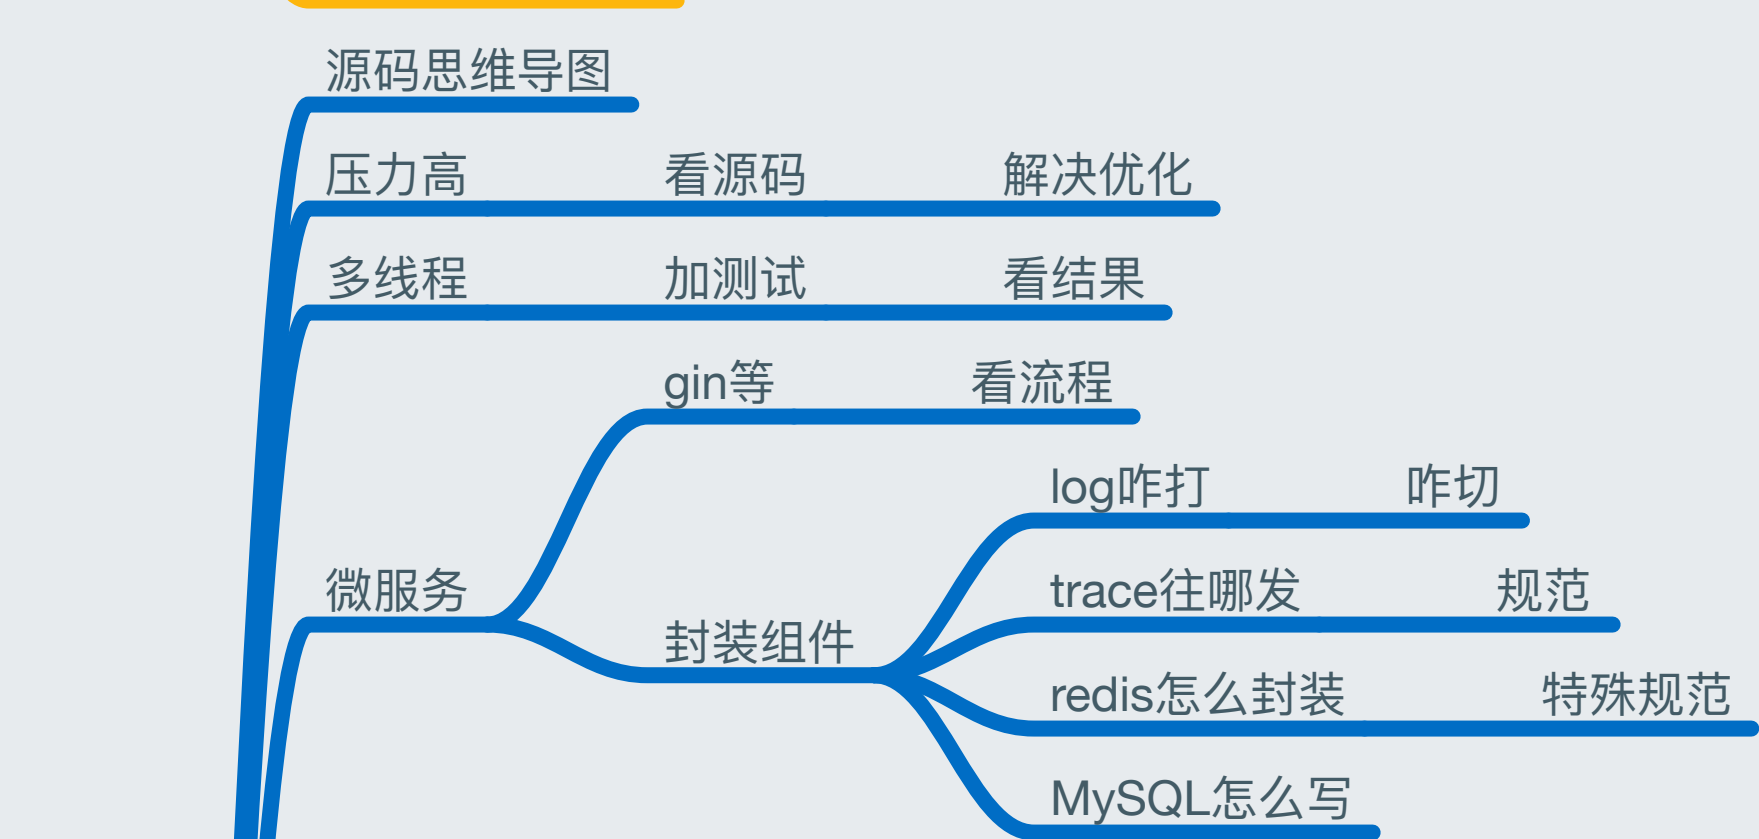 源码思维导图
压力高 看源码 解决优化
多线程 加测试 看结果
gin等 看流程
log咋打 咋切
微服务 trace往哪发 规范
封装组件
redis怎么封装 特殊规范
MySQL怎么写